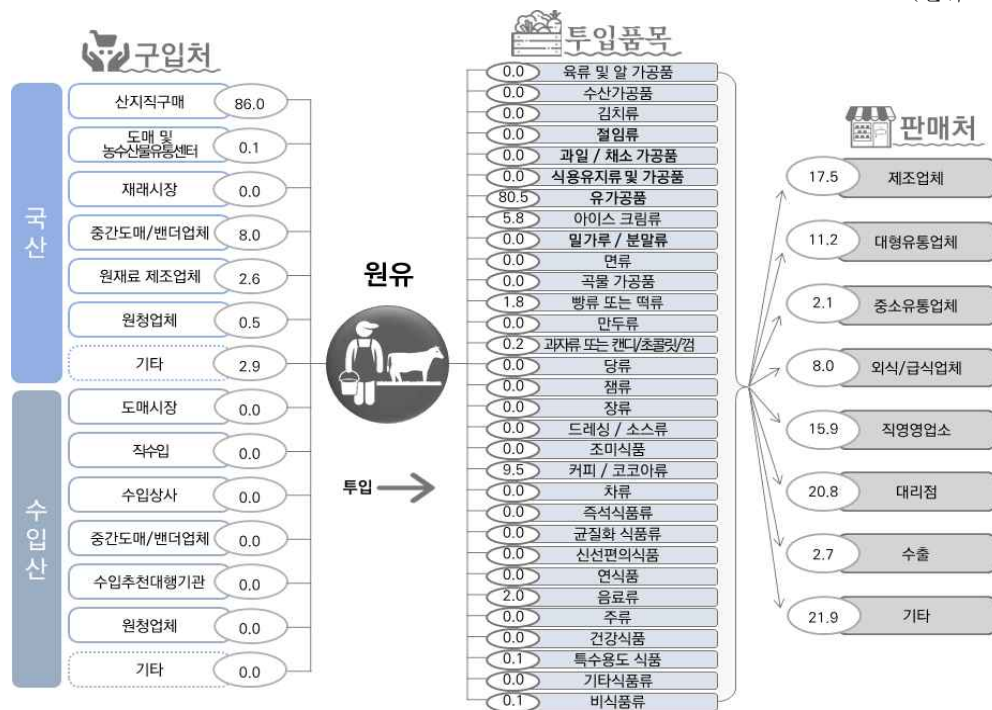 구입처
국산
산지직구매 86.0
도매 및
농수산물유통센터 0.1
재래시장 0.0
중간도매/밴더업체 8.0
원재료 제조업체 2.6
원청업체 0.5
기타 2.9
수입산
도매시장 0.0
직수입 0.0
수입상사 0.0
중간도매/밴더업체 0.0
수입추천대행기관 0.0
원청업체 0.0
기타 0.0
원유
투입
투입품목
0.0 육류 및 알 가공품
0.0 수산가공품
0.0 김치류
0.0 절임류
0.0 과일 / 채소 가공품
0.0 식용유지류 및 가공품
80.5 유가공품
5.8 아이스 크림류
0.0 밀가루 / 분말류
0.0 면류
0.0 곡물 가공품
1.8 빵류 또는 떡류
0.0 만두류
0.2 과자류 또는 캔디/초콜릿/껌
0.0 당류
0.0 잼류
0.0 장류
0.0 드레싱 / 소스류
0.0 조미식품
9.5 커피 / 코코아류
0.0 차류
0.0 즉석식품류
0.0 균질화 식품류
0.0 신선편의식품
0.0 연식품
2.0 음료류
0.0 주류
0.0 건강식품
0.1 특수용도 식품
0.0 기타식품류
0.1 비식품류
판매처
17.5 제조업체
11.2 대형유통업체
2.1 중소유통업체
8.0 외식/급식업체
15.9 직영영업소
20.8 대리점
2.7 수출
21.9 기타